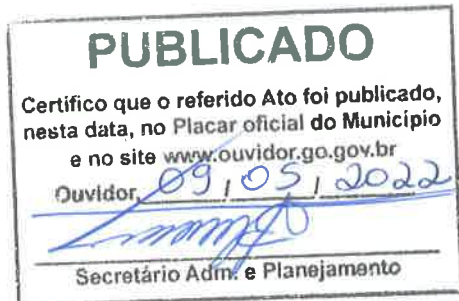 PUBLICADO
Certifico que o referido Ato foi publicado,
nesta data, no Placar oficial do Município
e no site www.ouvidor.go.gov.br
Ouvidor, 09 / 05 / 2022
Secretário Adm. e Planejamento